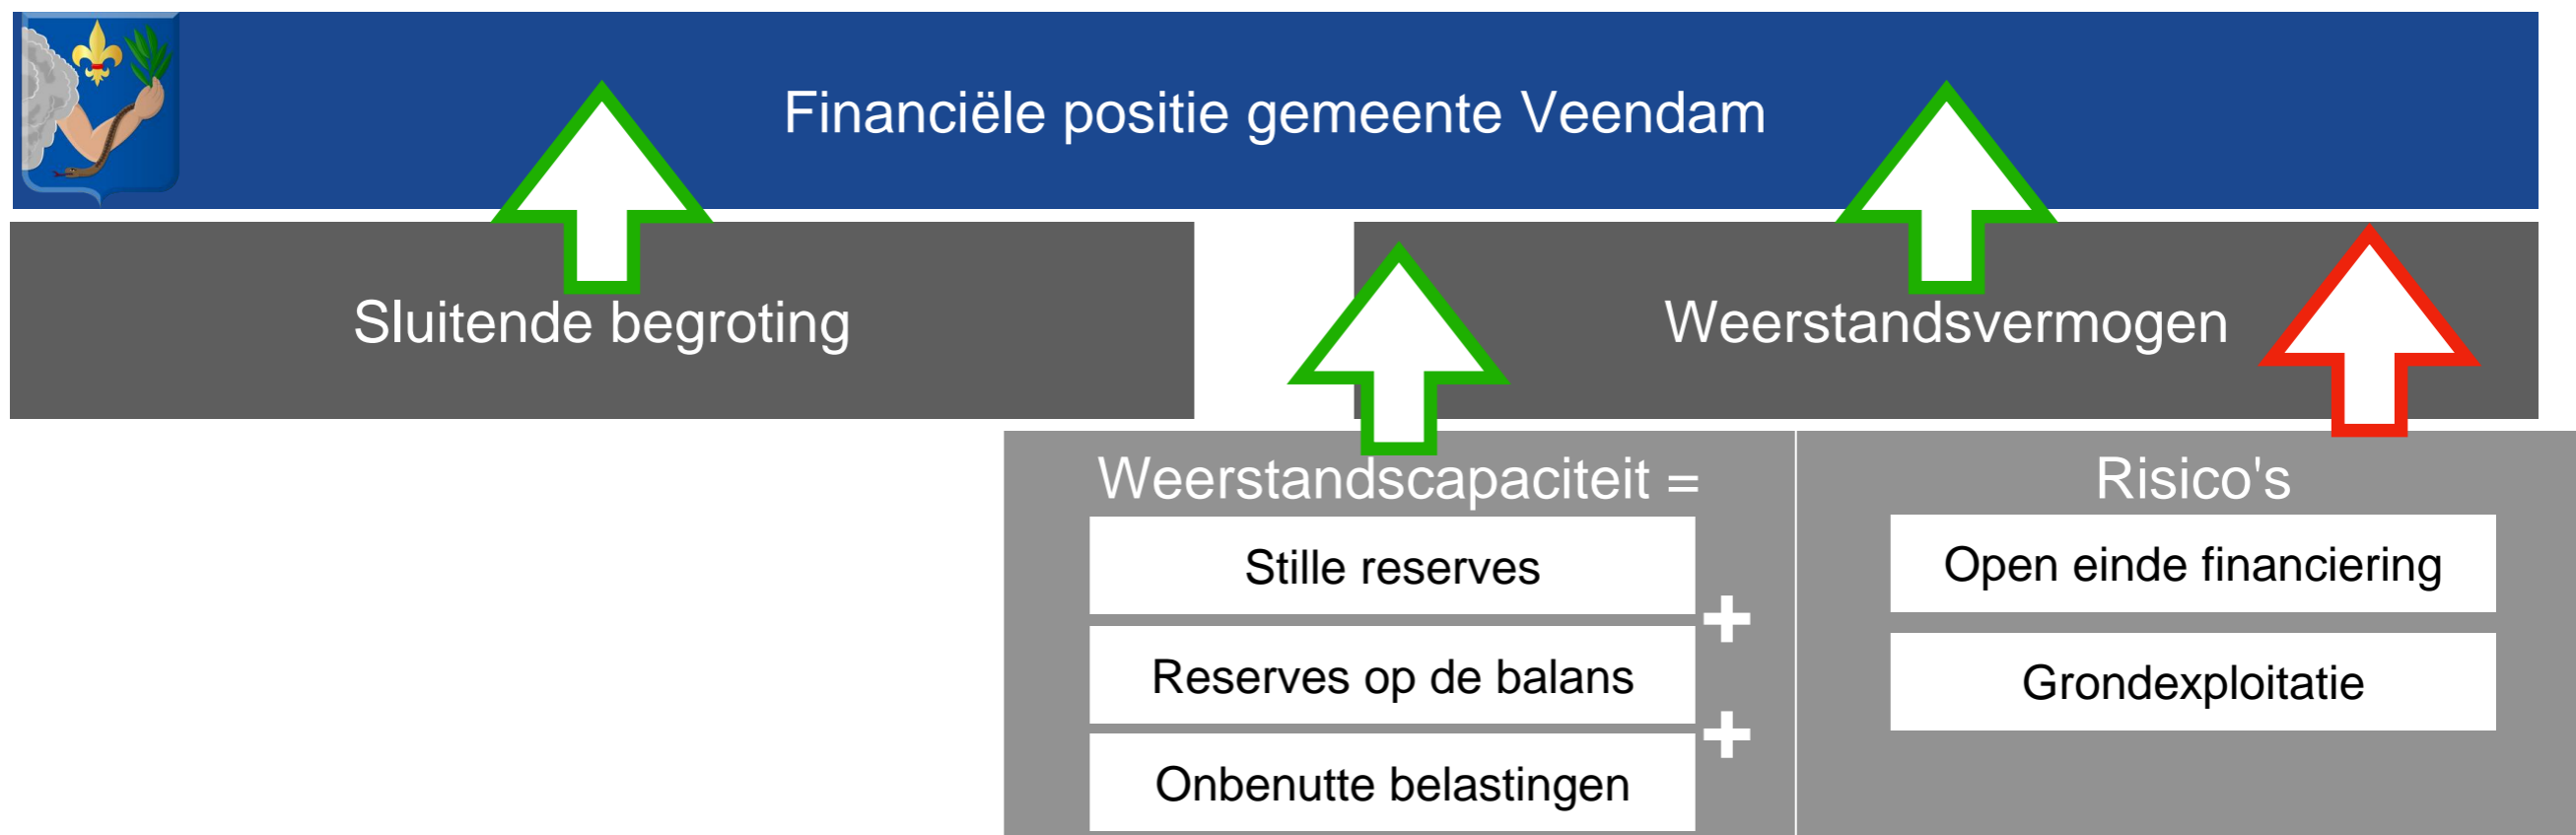 Financiële positie gemeente Veendam
Sluitende begroting
Weerstandsvermogen
Weerstandscapaciteit =
Stille reserves
+
Reserves op de balans
+
Onbenutte belastingen
Risico's
Open einde financiering
Grondexploitatie